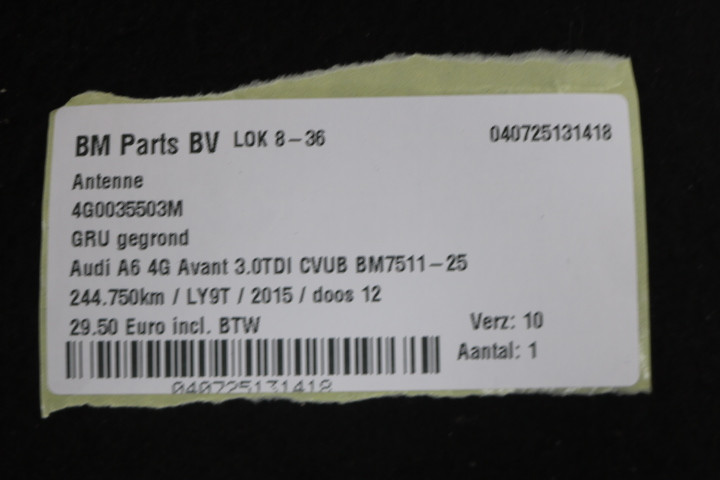 BM Parts BV LOK 8-36 040725131418
Antenne
4G0035503M
GRU gegrond
Audi A6 4G Avant 3.0TDI CVUB BM7511-25
244.750km / LY9T / 2015 / doos 12
29.50 Euro incl. BTW Verz: 10
Aantal: 1
040725131418